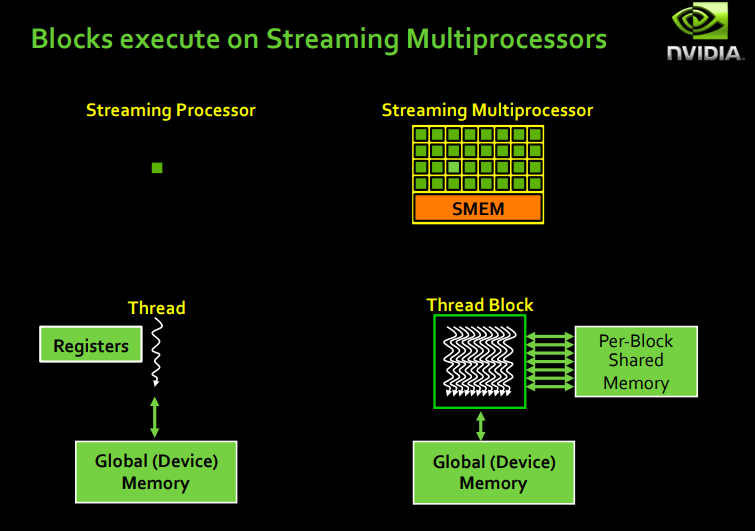 Blocks execute on Streaming Multiprocessors
NVIDIA.
Streaming Processor
Streaming Multiprocessor
SMEM
Thread
Registers
Global (Device)
Memory
Thread Block
Per-Block
Shared
Memory
Global (Device)
Memory